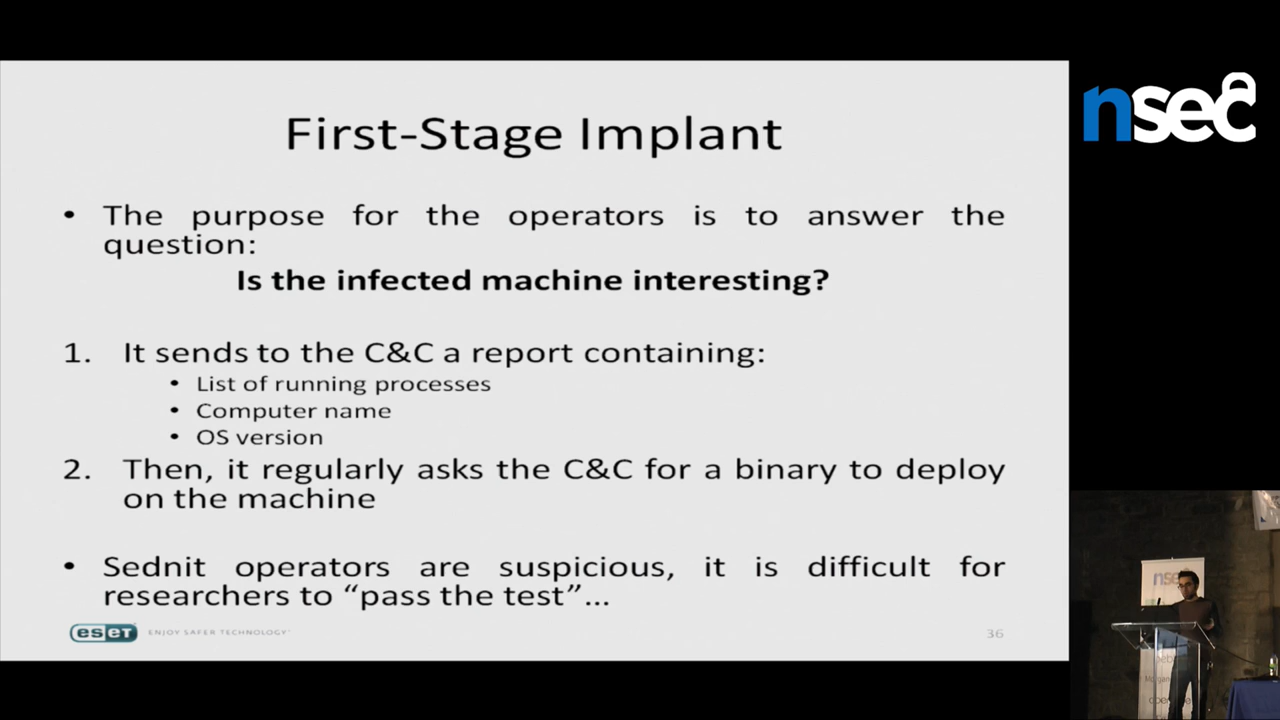 First-Stage Implant
• The purpose for the operators is to answer the
question:
Is the infected machine interesting?
1. It sends to the C&C a report containing:
• List of running processes
• Computer name
• OS version
2. Then, it regularly asks the C&C for a binary to deploy
on the machine
• Sednit operators are suspicious, it is difficult for
researchers to “pass the test”...
eseT ENJOY SAFER TECHNOLOGY™
36
nsec
nsec